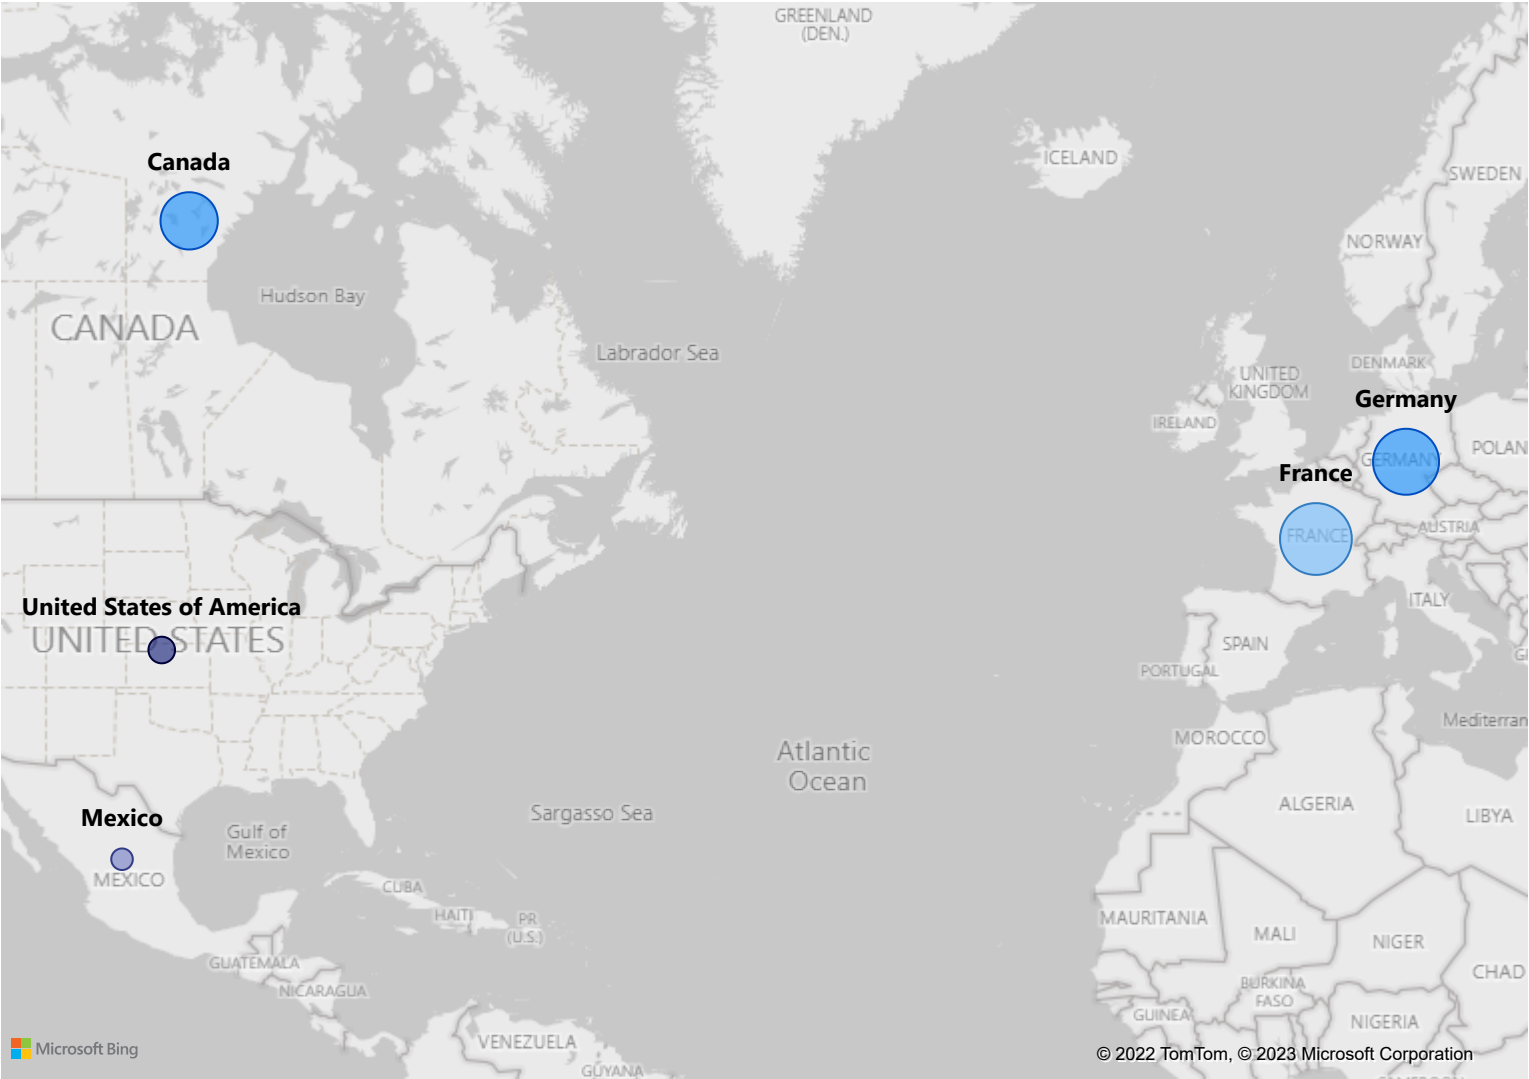 GREENLAND
(DEN.)
ICELAND
Canada
SWEDEN
NORWAY
Hudson Bay
CANADA
Labrador Sea
DENMARK
UNITED
KINGDOM
Germany
IRELAND
GERMANY
POLAN
France
FRANCE
AUSTRIA
United States of America
UNITED STATES
ITALY
SPAIN
PORTUGAL
G
Mediterran
MOROCCO
Atlantic
Ocean
Mexico
Sargasso Sea
ALGERIA
LIBYA
Gulf of
Mexico
MEXICO
CUBA
HAITI
PR
(U.S.)
MAURITANIA
MALI
NIGER
CHAD
GUATEMALA
NICARAGUA
BURKINA
FASO
GUINEA
NIGERIA
VENEZUELA
GUYANA
Microsoft Bing
© 2022 TomTom, © 2023 Microsoft Corporation